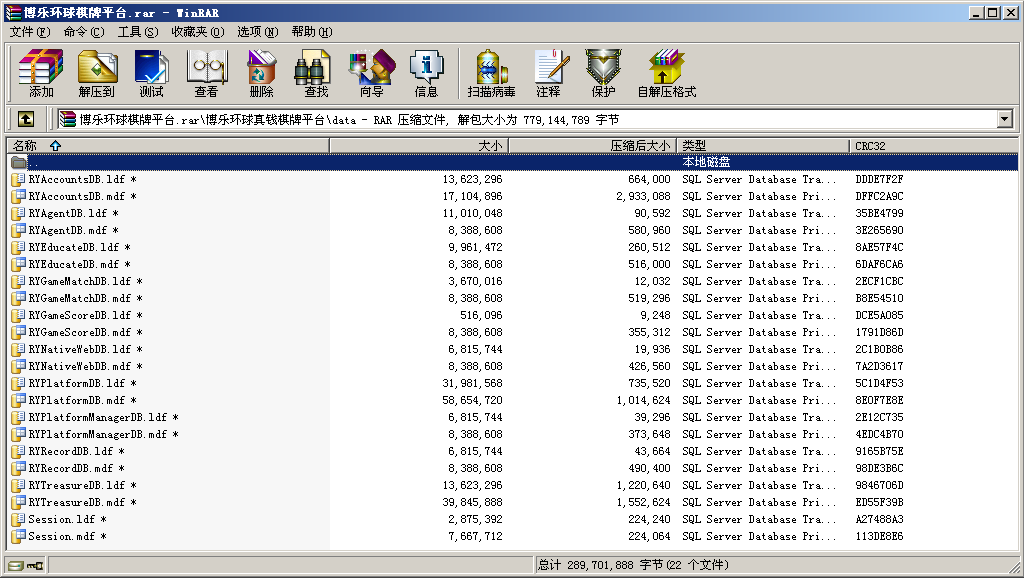 博乐环球棋牌平台.rar - WinRAR
文件(F) 命令(C) 工具(S) 收藏夹(O) 选项(N) 帮助(H)
添加 解压到 测试 查看 删除 查找 向导 信息 扫描病毒 注释 保护 自解压格式
博乐环球棋牌平台.rar\博乐环球真钱棋牌平台\data - RAR 压缩文件, 解包大小为 779,144,789 字节
名称 大小 压缩后大小 类型 CRC32
.. 本地磁盘
RYAccountsDB.ldf * 13,623,296 664,000 SQL Server Database Tra... DDDE7F2F
RYAccountsDB.mdf * 17,104,896 2,933,088 SQL Server Database Pri... DFFC2A9C
RYAgentDB.ldf * 11,010,048 90,592 SQL Server Database Tra... 35BE4799
RYAgentDB.mdf * 8,388,608 580,960 SQL Server Database Pri... 3E265690
RYEducateDB.ldf * 9,961,472 260,512 SQL Server Database Tra... 8AE57F4C
RYEducateDB.mdf * 8,388,608 516,000 SQL Server Database Pri... 6DAF6CA6
RYGameMatchDB.ldf * 3,670,016 12,032 SQL Server Database Tra... 2ECF1CBC
RYGameMatchDB.mdf * 8,388,608 519,296 SQL Server Database Pri... B8E54510
RYGameScoreDB.ldf * 516,096 9,248 SQL Server Database Tra... DCE5A085
RYGameScoreDB.mdf * 8,388,608 355,312 SQL Server Database Pri... 1791D86D
RYNativeWebDB.ldf * 6,815,744 19,936 SQL Server Database Tra... 2C1B0B86
RYNativeWebDB.mdf * 8,388,608 426,560 SQL Server Database Pri... 7A2D3617
RYPlatformDB.ldf * 31,981,568 735,520 SQL Server Database Tra... 5C1D4F53
RYPlatformDB.mdf * 58,654,720 1,014,624 SQL Server Database Pri... 8E0F7E8E
RYPlatformManagerDB.ldf * 6,815,744 39,296 SQL Server Database Tra... 2E12C735
RYPlatformManagerDB.mdf * 8,388,608 373,648 SQL Server Database Pri... 4EDC4B70
RYRecordDB.ldf * 6,815,744 43,664 SQL Server Database Tra... 9165B75E
RYRecordDB.mdf * 8,388,608 490,400 SQL Server Database Pri... 98DE3B6C
RYTreasureDB.ldf * 13,623,296 1,220,640 SQL Server Database Tra... 9846706D
RYTreasureDB.mdf * 39,845,888 1,552,624 SQL Server Database Pri... ED55F39B
Session.ldf * 2,875,392 224,240 SQL Server Database Tra... A27488A3
Session.mdf * 7,667,712 224,064 SQL Server Database Pri... 113DE8E6
总计 289,701,888 字节(22 个文件)